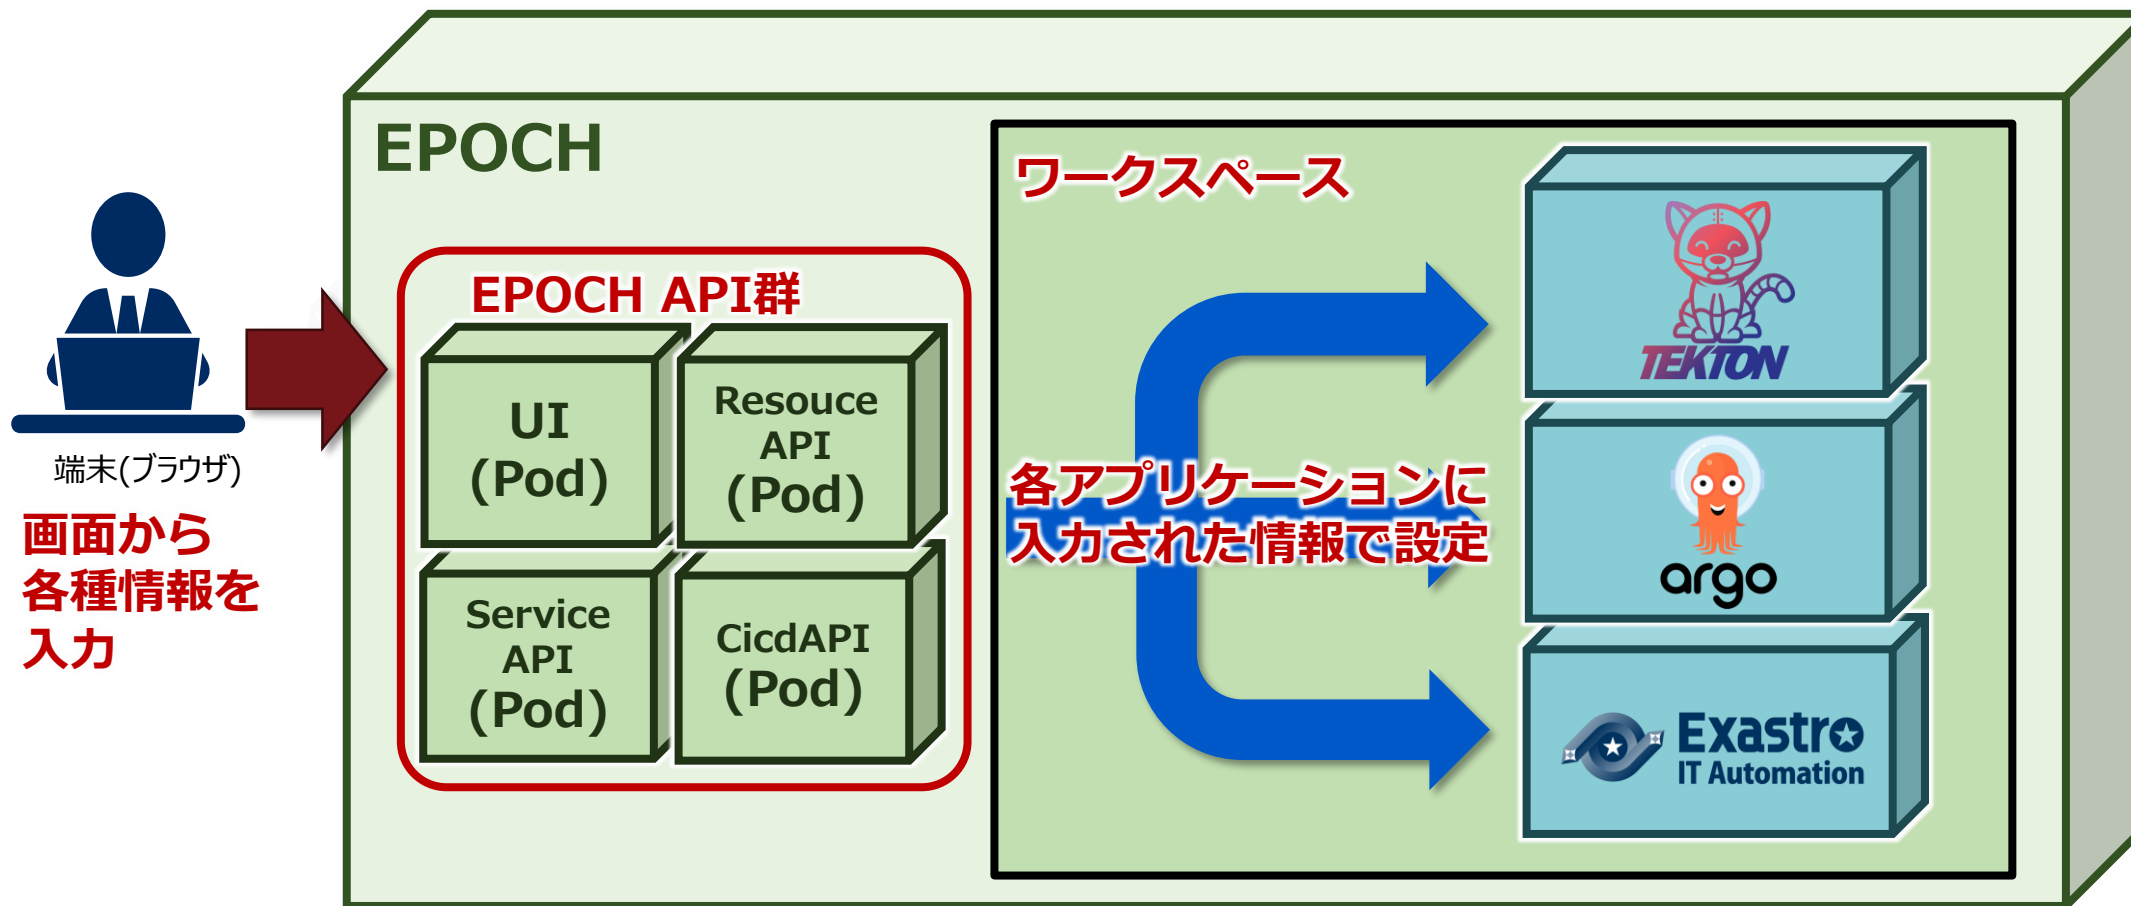 EPOCH
ワークスペース
EPOCH API群
UI
(Pod)
Resouce
API
(Pod)
Service
API
(Pod)
CicdAPI
(Pod)
端末(ブラウザ)
画面から
各種情報を
入力
各アプリケーションに
入力された情報で設定
TEKTON
argo
Exastro
IT Automation